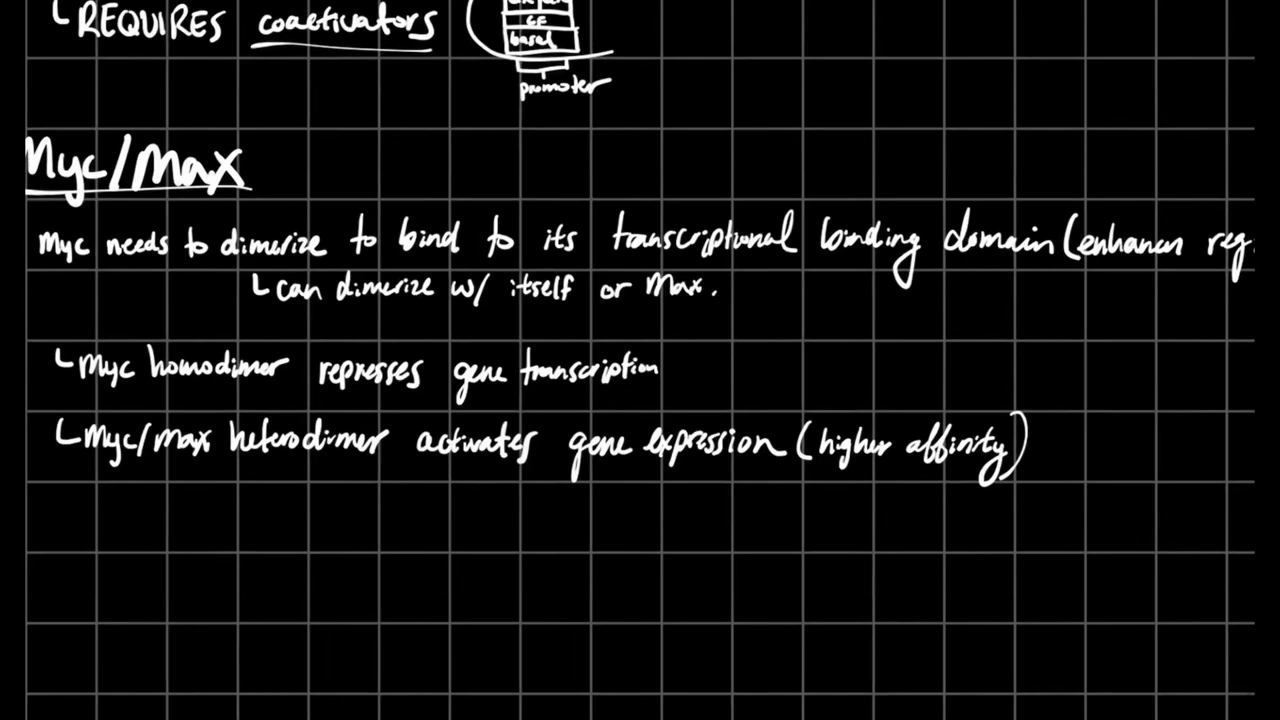 └ REQUIRES coactivators
GF
basal
promoter
Myc/Max
Myc needs to dimerize to bind to its transcriptional binding domain (enhancer reg.
└ can dimerize w/ itself or Max.
└ Myc homodimer represses gene transcription
└ Myc/Max heterodimer activates gene expression (higher affinity)